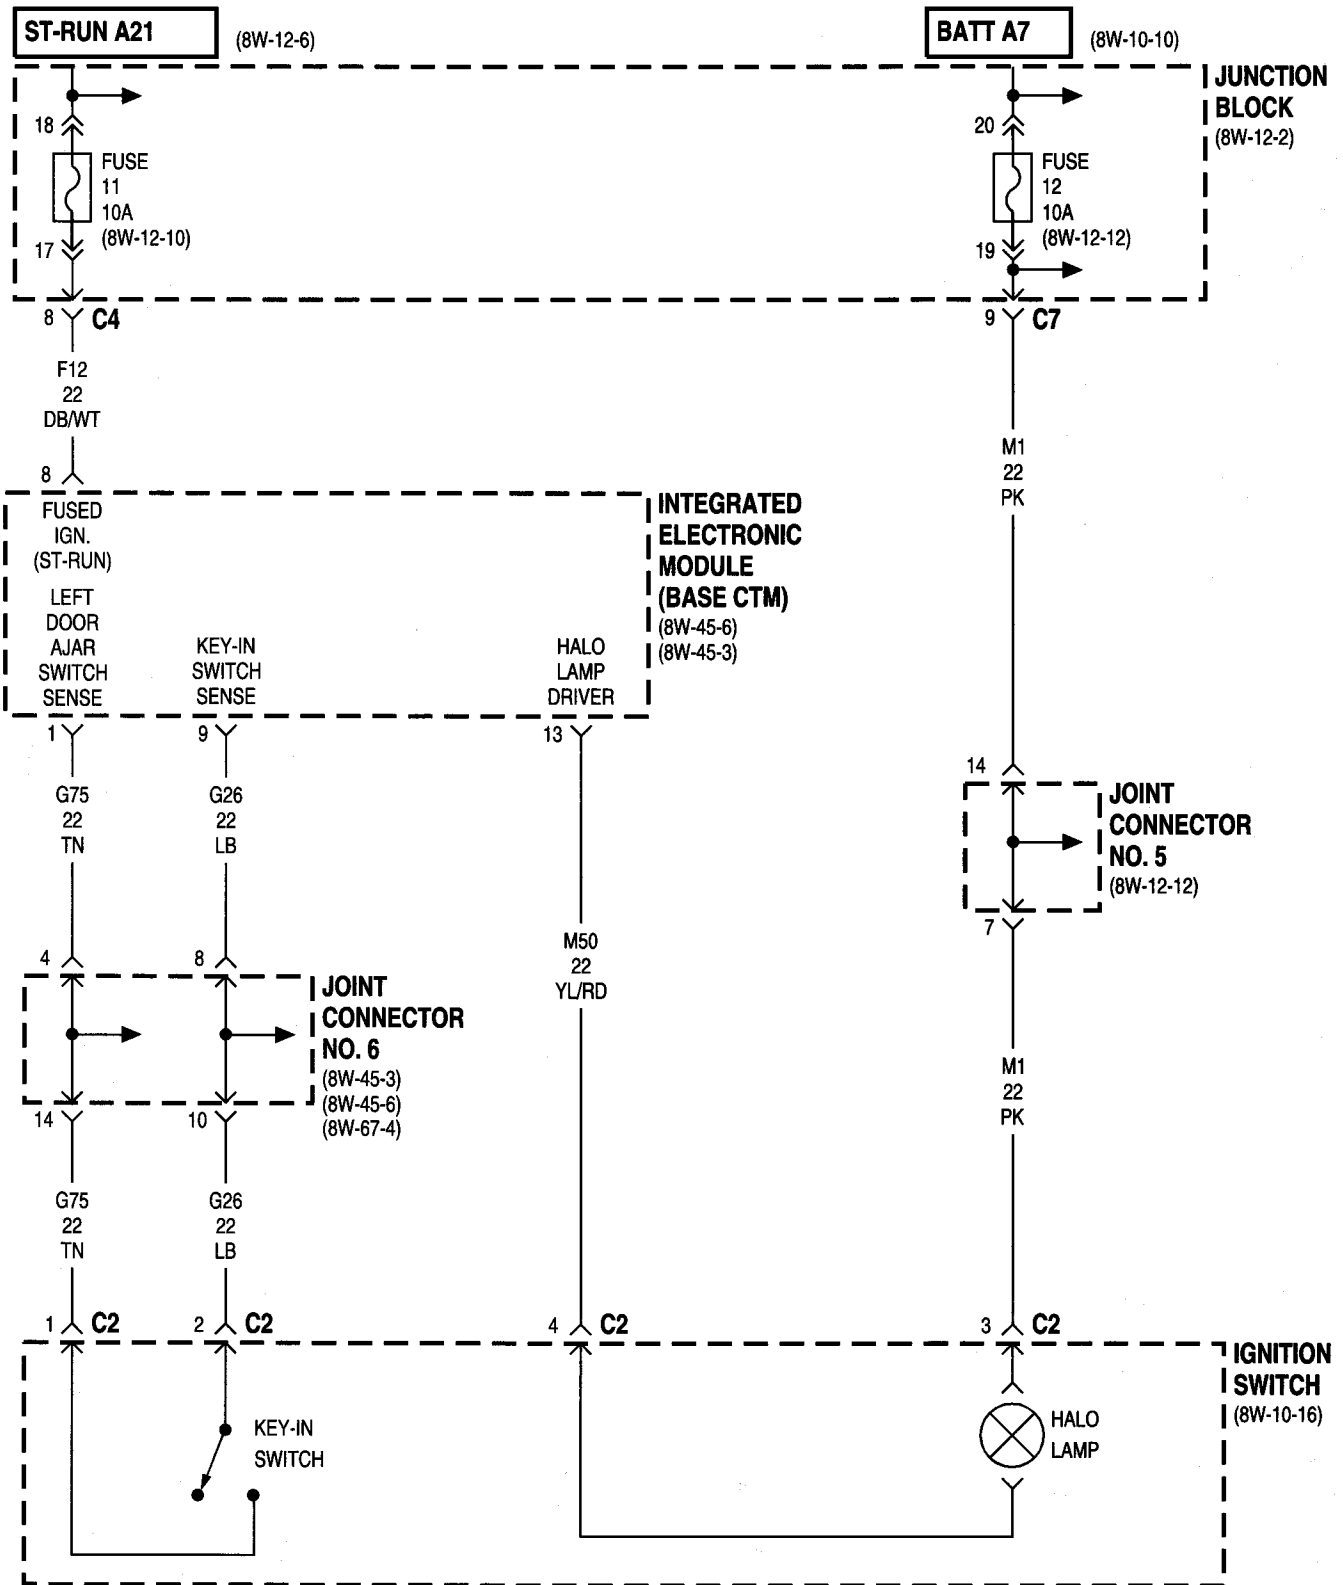 ST-RUN A21
(8W-12-6)
BATT A7
(8W-10-10)
JUNCTION
BLOCK
(8W-12-2)
18
FUSE
11
10A
(8W-12-10)
17
20
FUSE
12
10A
(8W-12-12)
19
8
C4
9
C7
F12
22
DB/WT
M1
22
PK
8
FUSED
IGN.
(ST-RUN)
LEFT
DOOR
AJAR
SWITCH
SENSE
KEY-IN
SWITCH
SENSE
HALO
LAMP
DRIVER
INTEGRATED
ELECTRONIC
MODULE
(BASE CTM)
(8W-45-6)
(8W-45-3)
1
9
13
G75
22
TN
G26
22
LB
14
JOINT
CONNECTOR
NO. 5
(8W-12-12)
7
M50
22
YL/RD
4
8
JOINT
CONNECTOR
NO. 6
(8W-45-3)
(8W-45-6)
(8W-67-4)
14
10
M1
22
PK
G75
22
TN
G26
22
LB
1
C2
2
C2
4
C2
3
C2
IGNITION
SWITCH
(8W-10-16)
KEY-IN
SWITCH
HALO
LAMP